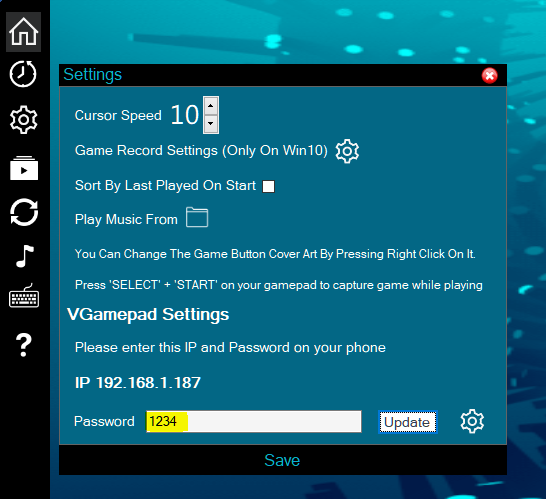 Settings
Cursor Speed 10
Game Record Settings (Only On Win10)
Sort By Last Played On Start
Play Music From
You Can Change The Game Button Cover Art By Pressing Right Click On It.
Press 'SELECT' + 'START' on your gamepad to capture game while playing
VGamepad Settings
Please enter this IP and Password on your phone
IP 192.168.1.187
Password 1234 Update
Save
?